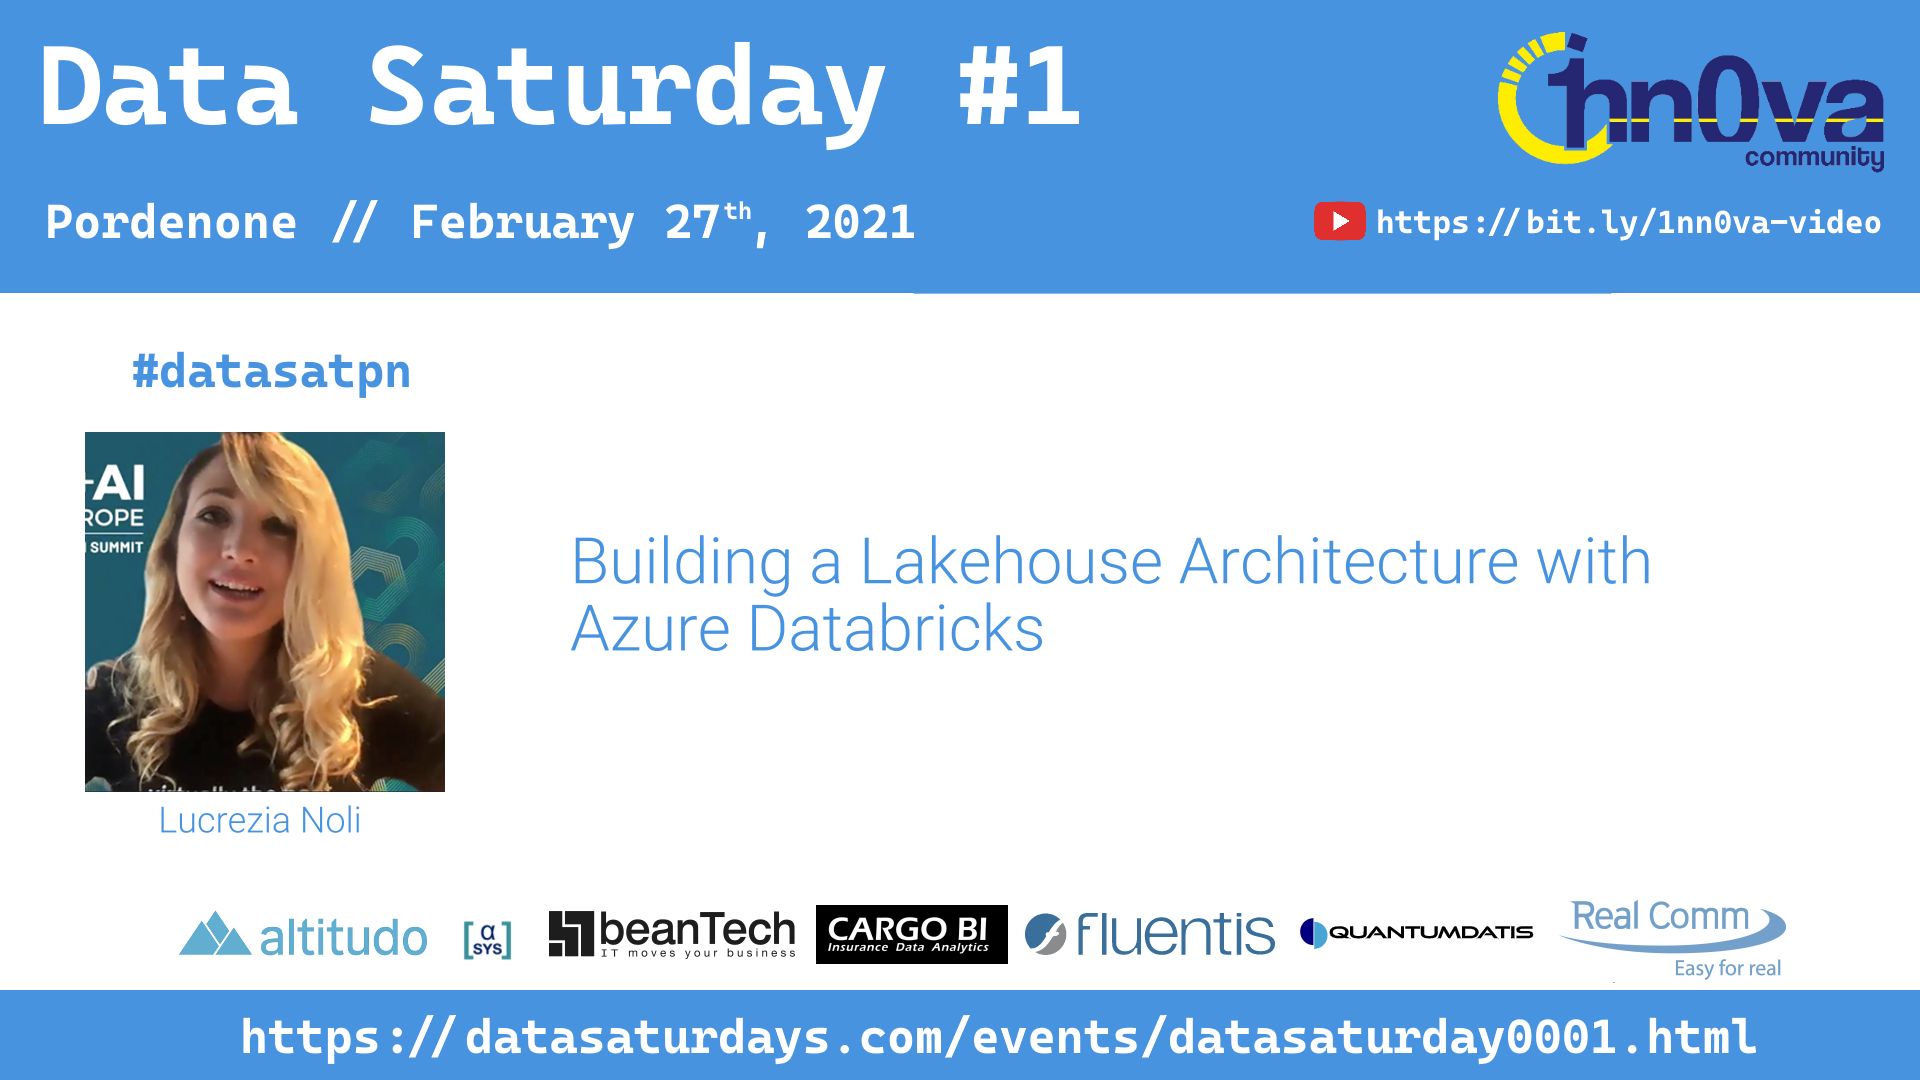 Data Saturday #1
1nn0va
community
Pordenone // February 27th, 2021
https://bit.ly/1nn0va-video
#datasatpn
+AI
ROPE
SUMMIT
Lucrezia Noli
Building a Lakehouse Architecture with
Azure Databricks
altitudo
[α
SYS]
beanTech
IT moves your business
CARGO BI
Insurance Data Analytics
fluentis
QUANTUMDATIS
Real Comm
Easy for real
https://datasaturdays.com/events/datasaturday0001.html